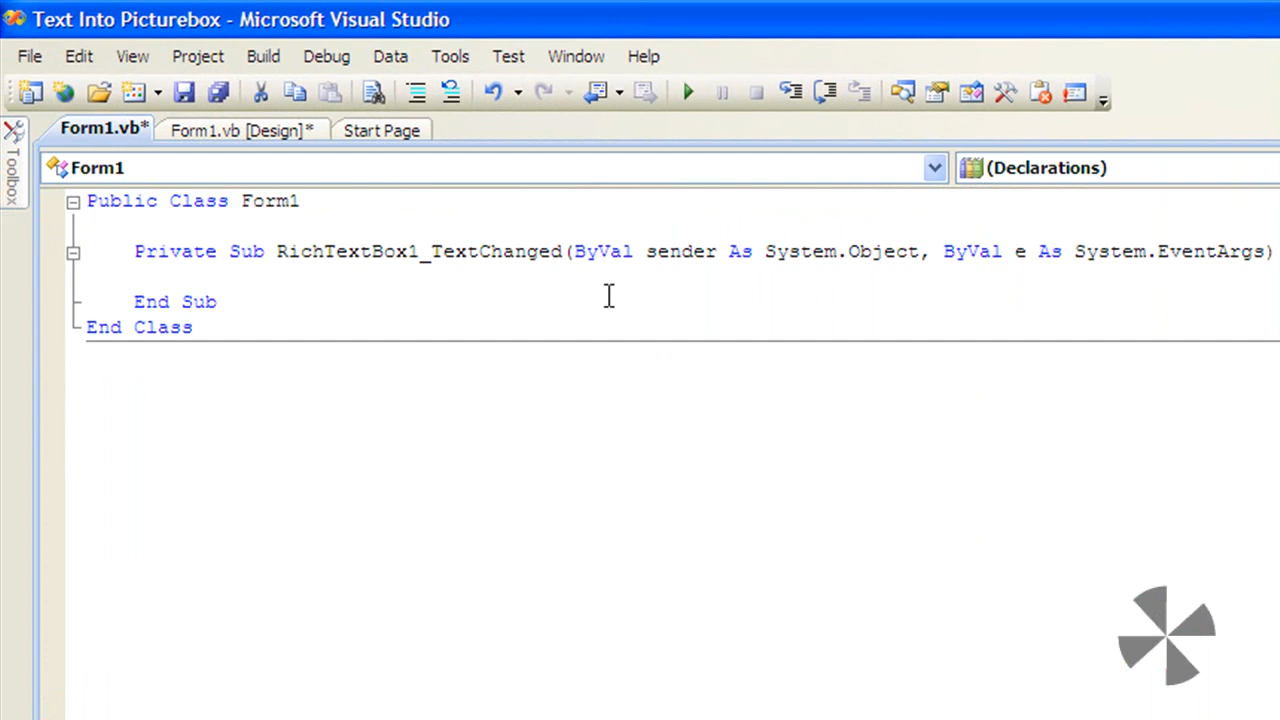 Text Into Picturebox - Microsoft Visual Studio
File Edit View Project Build Debug Data Tools Test Window Help
Form1.vb* Form1.vb [Design]* Start Page
Toolbox
Form1 (Declarations)
Public Class Form1
Private Sub RichTextBox1_TextChanged(ByVal sender As System.Object, ByVal e As System.EventArgs)
End Sub
End Class